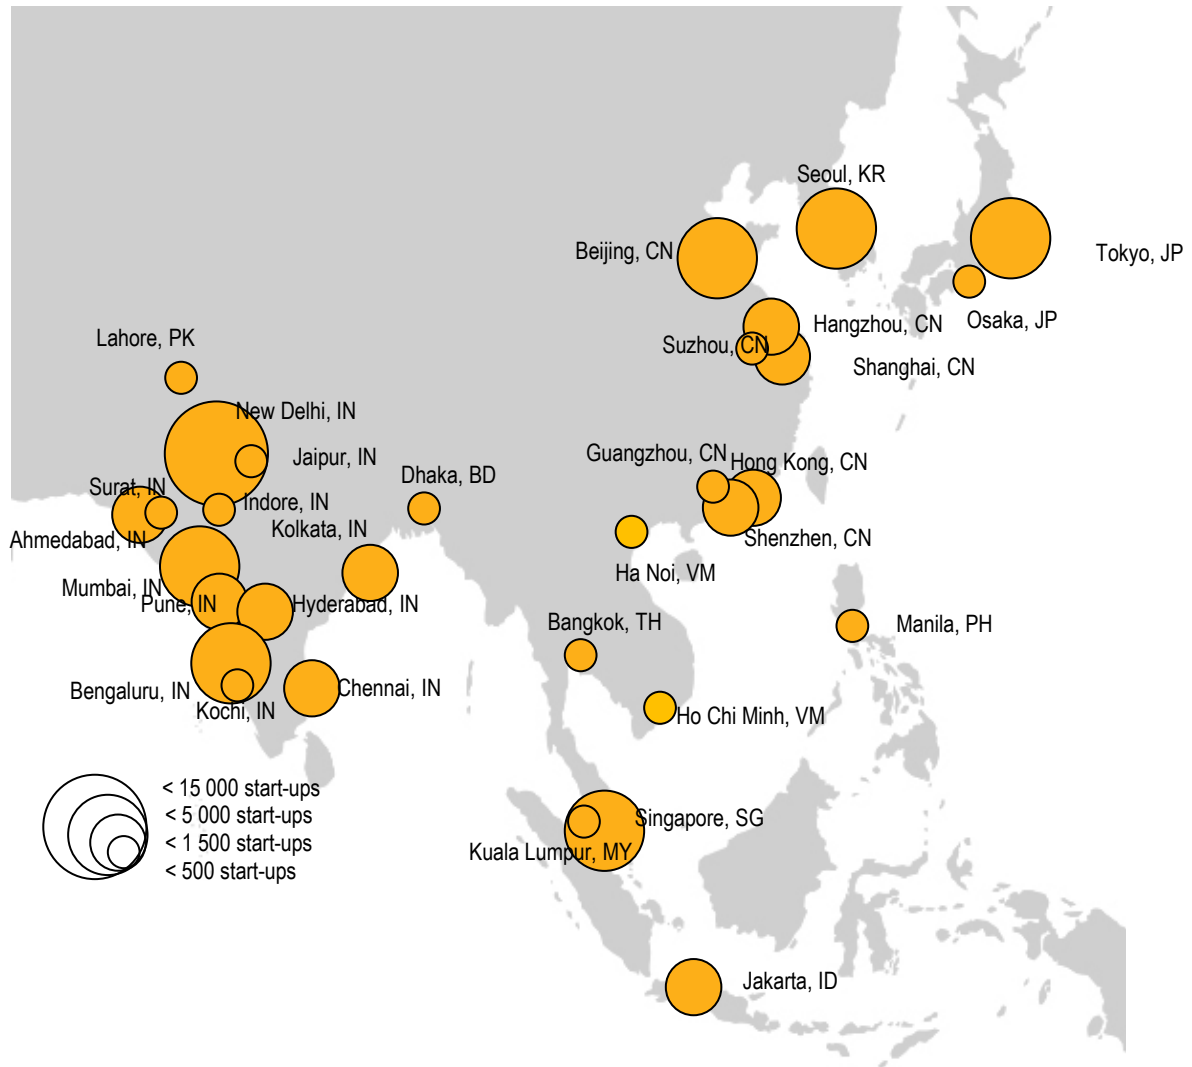 Seoul, KR
Beijing, CN
Tokyo, JP
Hangzhou, CN
Osaka, JP
Lahore, PK
Suzhou, CN
Shanghai, CN
New Delhi, IN
Jaipur, IN
Guangzhou, CN
Hong Kong, CN
Dhaka, BD
Surat, IN
Indore, IN
Kolkata, IN
Ahmedabad, IN
Shenzhen, CN
Ha Noi, VM
Mumbai, IN
Pune, IN
Hyderabad, IN
Bangkok, TH
Manila, PH
Bengaluru, IN
Chennai, IN
Kochi, IN
Ho Chi Minh, VM
< 15 000 start-ups
< 5 000 start-ups
< 1 500 start-ups
< 500 start-ups
Singapore, SG
Kuala Lumpur, MY
Jakarta, ID